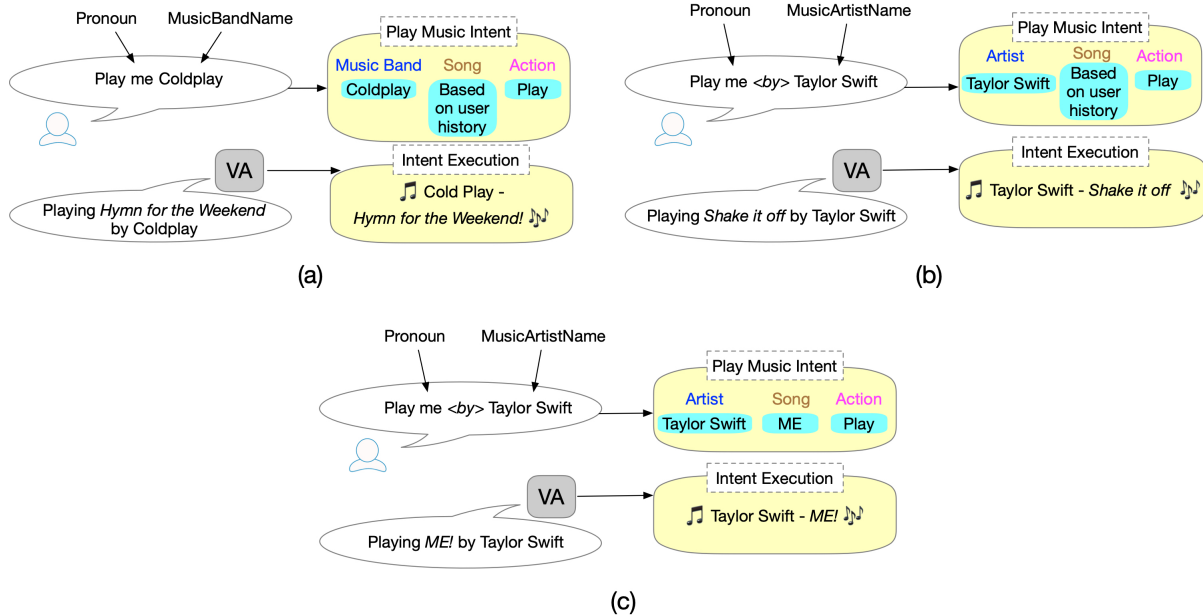 Pronoun MusicBandName
Play me Coldplay
Play Music Intent
Music Band Song Action
Coldplay Based on user history Play
VA
Playing Hymn for the Weekend
by Coldplay
Intent Execution
Cold Play -
Hymn for the Weekend!
(a)
Pronoun MusicArtistName
Play me <by> Taylor Swift
Play Music Intent
Artist Song Action
Taylor Swift Based on user history Play
VA
Playing Shake it off by Taylor Swift
Intent Execution
Taylor Swift - Shake it off
(b)
Pronoun MusicArtistName
Play me <by> Taylor Swift
Play Music Intent
Artist Song Action
Taylor Swift ME Play
VA
Playing ME! by Taylor Swift
Intent Execution
Taylor Swift - ME!
(c)